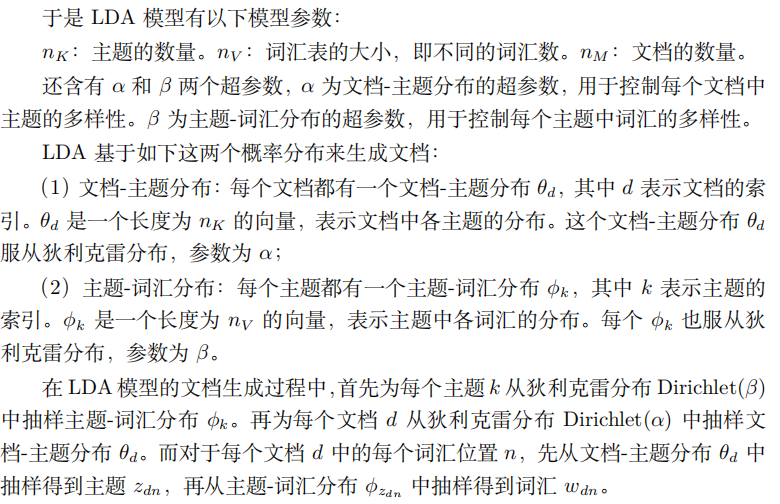 于是 LDA 模型有以下模型参数：
n_K：主题的数量。n_V：词汇表的大小，即不同的词汇数。n_M：文档的数量。
还含有 α 和 β 两个超参数，α 为文档-主题分布的超参数，用于控制每个文档中
主题的多样性。β 为主题-词汇分布的超参数，用于控制每个主题中词汇的多样性。
LDA 基于如下这两个概率分布来生成文档：
（1）文档-主题分布：每个文档都有一个文档-主题分布 θ_d，其中 d 表示文档的索
引。θ_d 是一个长度为 n_K 的向量，表示文档中各主题的分布。这个文档-主题分布 θ_d
服从狄利克雷分布，参数为 α；
（2）主题-词汇分布：每个主题都有一个主题-词汇分布 ϕ_k，其中 k 表示主题的
索引。ϕ_k 是一个长度为 n_V 的向量，表示主题中各词汇的分布。每个 ϕ_k 也服从狄
利克雷分布，参数为 β。
在 LDA 模型的文档生成过程中，首先为每个主题 k 从狄利克雷分布 Dirichlet(β)
中抽样主题-词汇分布 ϕ_k。再为每个文档 d 从狄利克雷分布 Dirichlet(α) 中抽样文
档-主题分布 θ_d。而对于每个文档 d 中的每个词汇位置 n，先从文档-主题分布 θ_d 中
抽样得到主题 z_{dn}，再从主题-词汇分布 ϕ_{z_{dn}} 中抽样得到词汇 w_{dn}。